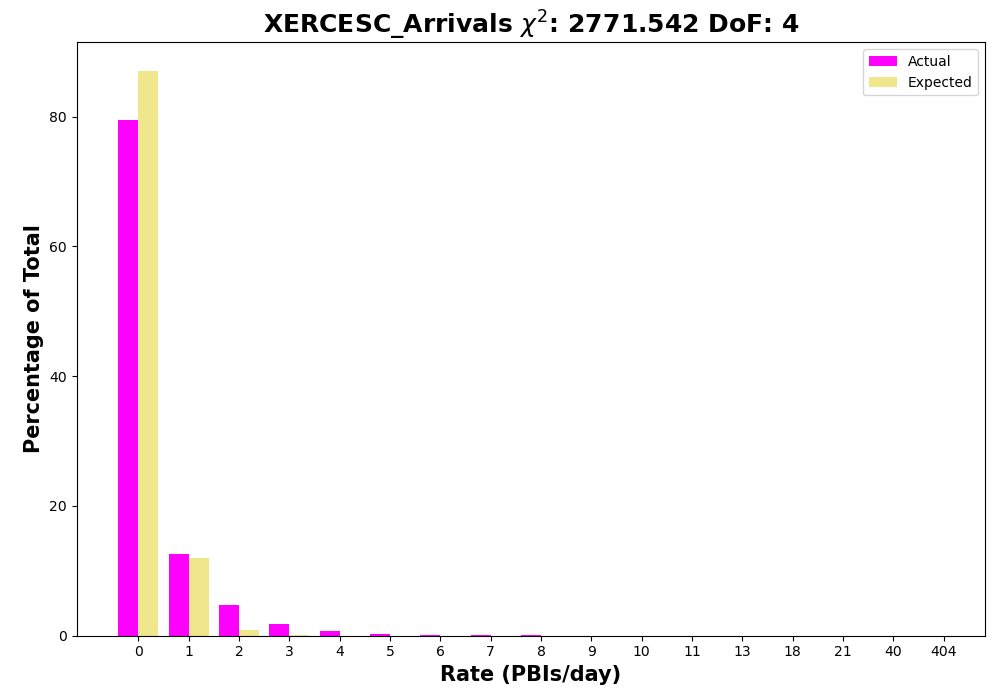 XERCESC_Arrivals χ²: 2771.542 DoF: 4
Actual
Expected
Percentage of Total
80
60
40
20
0
0 1 2 3 4 5 6 7 8 9 10 11 13 18 21 40 404
Rate (PBIs/day)